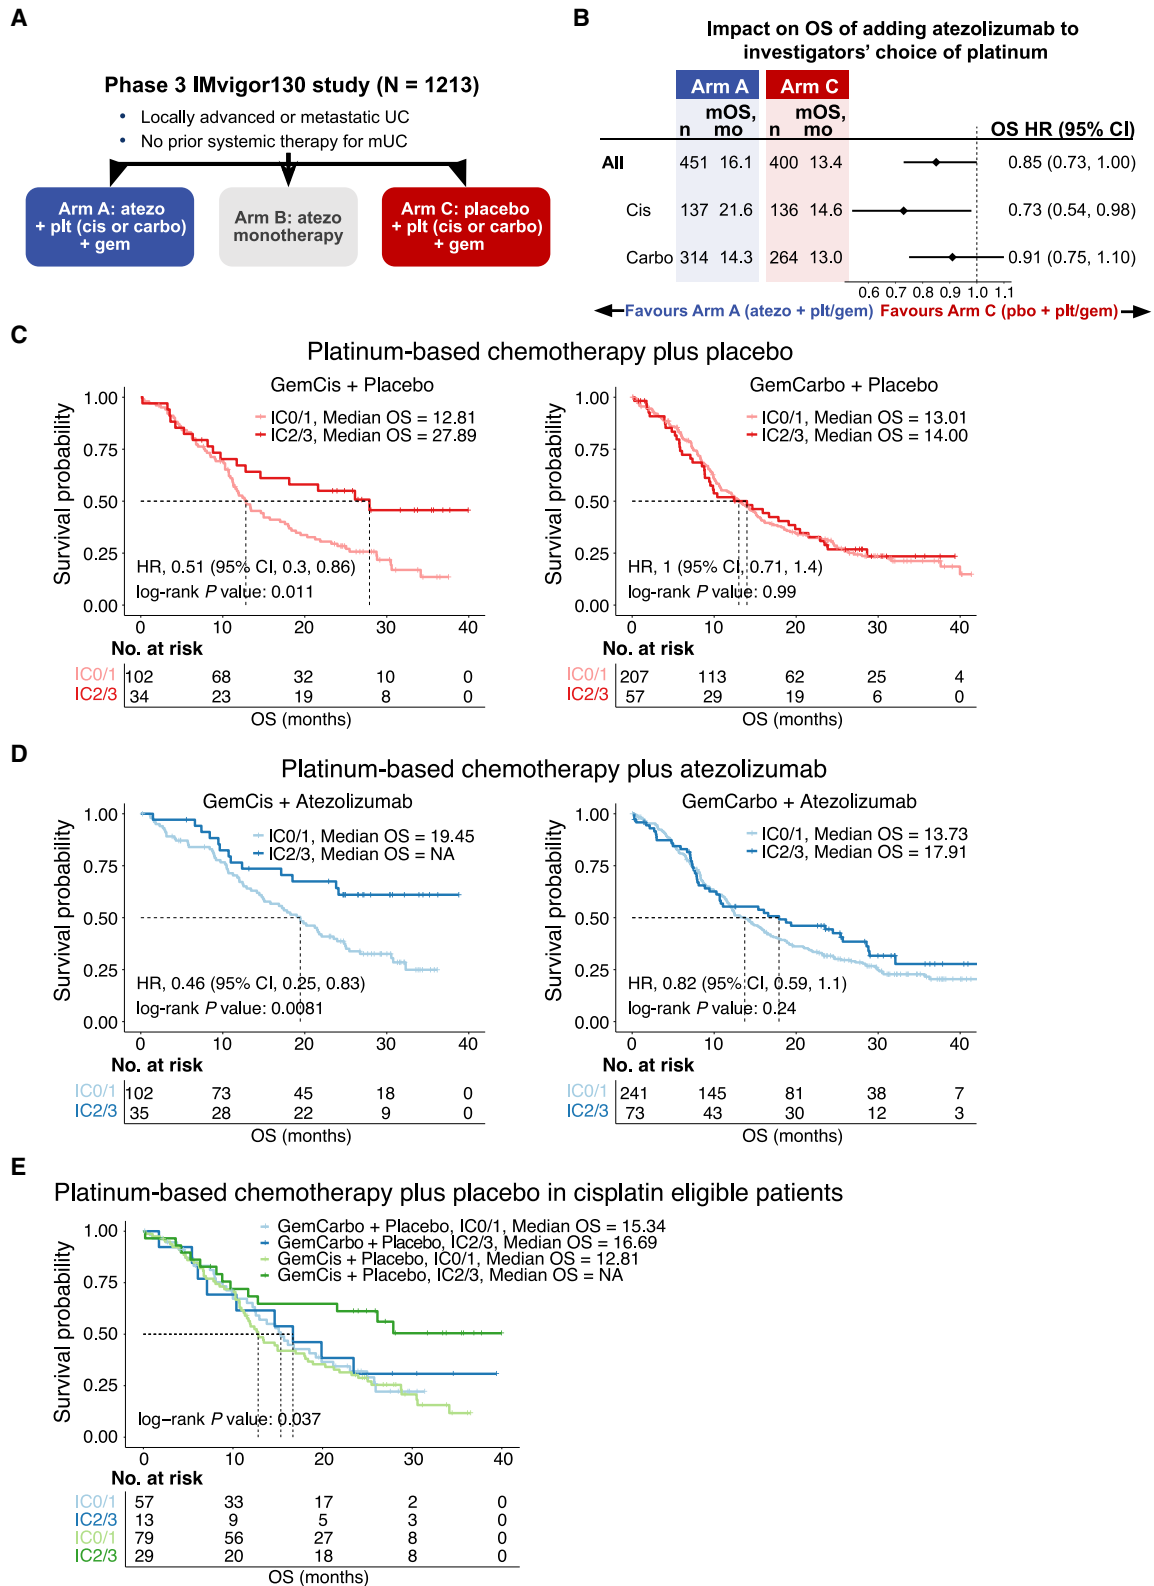 A
Phase 3 IMvigor130 study (N = 1213)
• Locally advanced or metastatic UC
• No prior systemic therapy for mUC
Arm A: atezo
+ plt (cis or carbo)
+ gem
Arm B: atezo
monotherapy
Arm C: placebo
+ plt (cis or carbo)
+ gem
B
Impact on OS of adding atezolizumab to
investigators' choice of platinum
Arm A Arm C
n mOS, mo n mOS, mo OS HR (95% CI)
All 451 16.1 400 13.4 0.85 (0.73, 1.00)
Cis 137 21.6 136 14.6 0.73 (0.54, 0.98)
Carbo 314 14.3 264 13.0 0.91 (0.75, 1.10)
0.6 0.7 0.8 0.9 1.0 1.1
Favours Arm A (atezo + plt/gem) Favours Arm C (pbo + plt/gem)
C
Platinum-based chemotherapy plus placebo
GemCis + Placebo
IC0/1, Median OS = 12.81
IC2/3, Median OS = 27.89
Survival probability
1.00
0.75
0.50
0.25
0.00
HR, 0.51 (95% CI, 0.3, 0.86)
log-rank P value: 0.011
0 10 20 30 40
No. at risk
IC0/1 102 68 32 10 0
IC2/3 34 23 19 8 0
OS (months)
GemCarbo + Placebo
IC0/1, Median OS = 13.01
IC2/3, Median OS = 14.00
Survival probability
1.00
0.75
0.50
0.25
0.00
HR, 1 (95% CI, 0.71, 1.4)
log-rank P value: 0.99
0 10 20 30 40
No. at risk
IC0/1 207 113 62 25 4
IC2/3 57 29 19 6 0
OS (months)
D
Platinum-based chemotherapy plus atezolizumab
GemCis + Atezolizumab
IC0/1, Median OS = 19.45
IC2/3, Median OS = NA
Survival probability
1.00
0.75
0.50
0.25
0.00
HR, 0.46 (95% CI, 0.25, 0.83)
log-rank P value: 0.0081
0 10 20 30 40
No. at risk
IC0/1 102 73 45 18 0
IC2/3 35 28 22 9 0
OS (months)
GemCarbo + Atezolizumab
IC0/1, Median OS = 13.73
IC2/3, Median OS = 17.91
Survival probability
1.00
0.75
0.50
0.25
0.00
HR, 0.82 (95% CI, 0.59, 1.1)
log-rank P value: 0.24
0 10 20 30 40
No. at risk
IC0/1 241 145 81 38 7
IC2/3 73 43 30 12 3
OS (months)
E
Platinum-based chemotherapy plus placebo in cisplatin eligible patients
GemCarbo + Placebo, IC0/1, Median OS = 15.34
GemCarbo + Placebo, IC2/3, Median OS = 16.69
GemCis + Placebo, IC0/1, Median OS = 12.81
GemCis + Placebo, IC2/3, Median OS = NA
Survival probability
1.00
0.75
0.50
0.25
0.00
log−rank P value: 0.037
0 10 20 30 40
No. at risk
IC0/1 57 33 17 2 0
IC2/3 13 9 5 3 0
IC0/1 79 56 27 8 0
IC2/3 29 20 18 8 0
OS (months)